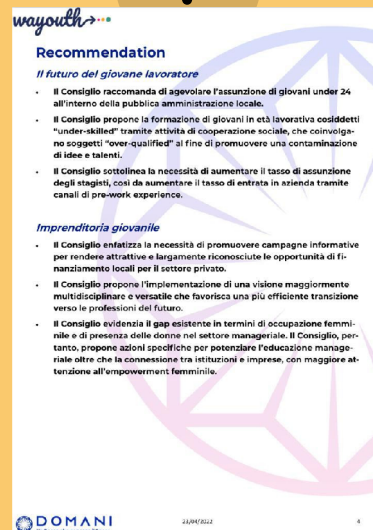 wayouth
Recommendation
Il futuro del giovane lavoratore
• Il Consiglio raccomanda di agevolare l'assunzione di giovani under 24
all'interno della pubblica amministrazione locale.
• Il Consiglio propone la formazione di giovani in età lavorativa cosiddetti
“under-skilled” tramite attività di cooperazione sociale, che coinvolga-
no soggetti “over-qualified” al fine di promuovere una contaminazione
di idee e talenti.
• Il Consiglio sottolinea la necessità di aumentare il tasso di assunzione
degli stagisti, così da aumentare il tasso di entrata in azienda tramite
canali di pre-work experience.
Imprenditoria giovanile
• Il Consiglio enfatizza la necessità di promuovere campagne informative
per rendere attrattive e largamente riconosciute le opportunità di fi-
nanziamento locali per il settore privato.
• Il Consiglio propone l'implementazione di una visione maggiormente
multidisciplinare e versatile che favorisca una più efficiente transizione
verso le professioni del futuro.
• Il Consiglio evidenzia il gap esistente in termini di occupazione femmi-
nile e di presenza delle donne nel settore manageriale. Il Consiglio, per-
tanto, propone azioni specifiche per potenziare l'educazione manage-
riale oltre che la connessione tra istituzioni e imprese, con maggiore at-
tenzione all'empowerment femminile.
DOMANI
23/04/2022
4